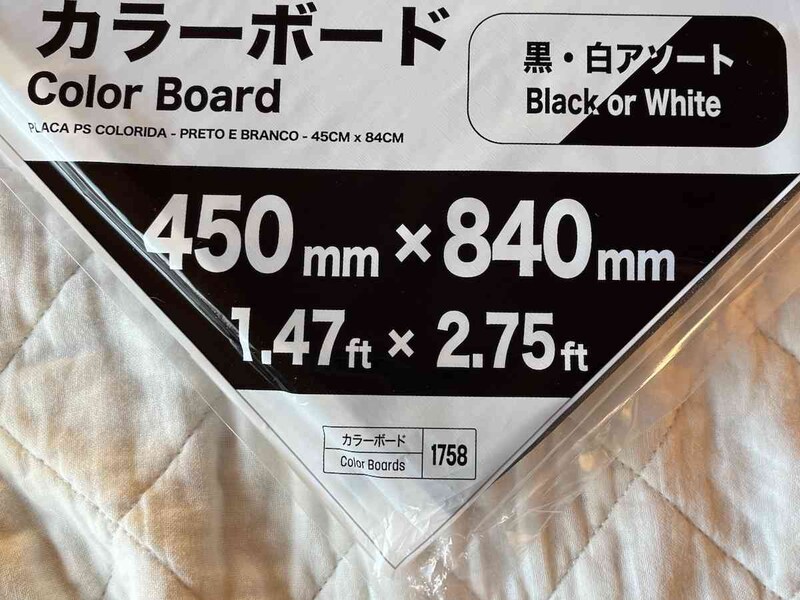 カラーボード
Color Board
PLACA PS COLORIDA - PRETO E BRANCO - 45CM x 84CM
黒・白アソート
Black or White
450mm×840mm
1.47ft × 2.75ft
カラーボード
Color Boards
1758